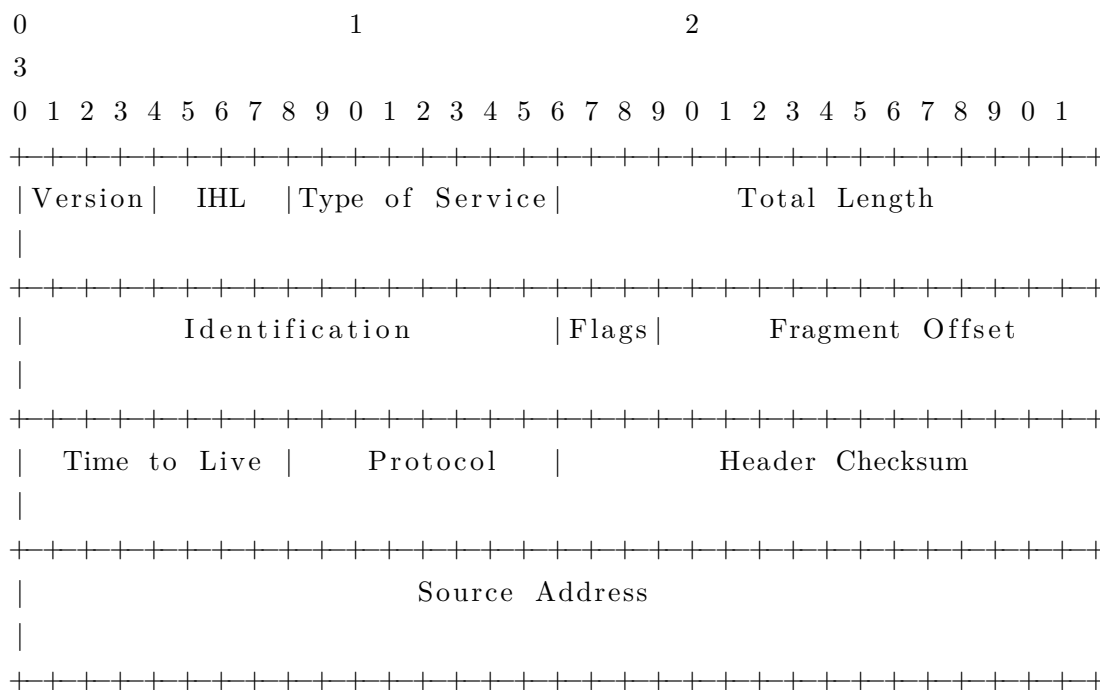 0 1 2
3
0 1 2 3 4 5 6 7 8 9 0 1 2 3 4 5 6 7 8 9 0 1 2 3 4 5 6 7 8 9 0 1
+-+-+-+-+-+-+-+-+-+-+-+-+-+-+-+-+-+-+-+-+-+-+-+-+-+-+-+-+-+-+-+-+
|Version| IHL |Type of Service| Total Length
|
+-+-+-+-+-+-+-+-+-+-+-+-+-+-+-+-+-+-+-+-+-+-+-+-+-+-+-+-+-+-+-+-+
| Identification |Flags| Fragment Offset
|
+-+-+-+-+-+-+-+-+-+-+-+-+-+-+-+-+-+-+-+-+-+-+-+-+-+-+-+-+-+-+-+-+
| Time to Live | Protocol | Header Checksum
|
+-+-+-+-+-+-+-+-+-+-+-+-+-+-+-+-+-+-+-+-+-+-+-+-+-+-+-+-+-+-+-+-+
| Source Address
|
+-+-+-+-+-+-+-+-+-+-+-+-+-+-+-+-+-+-+-+-+-+-+-+-+-+-+-+-+-+-+-+-+